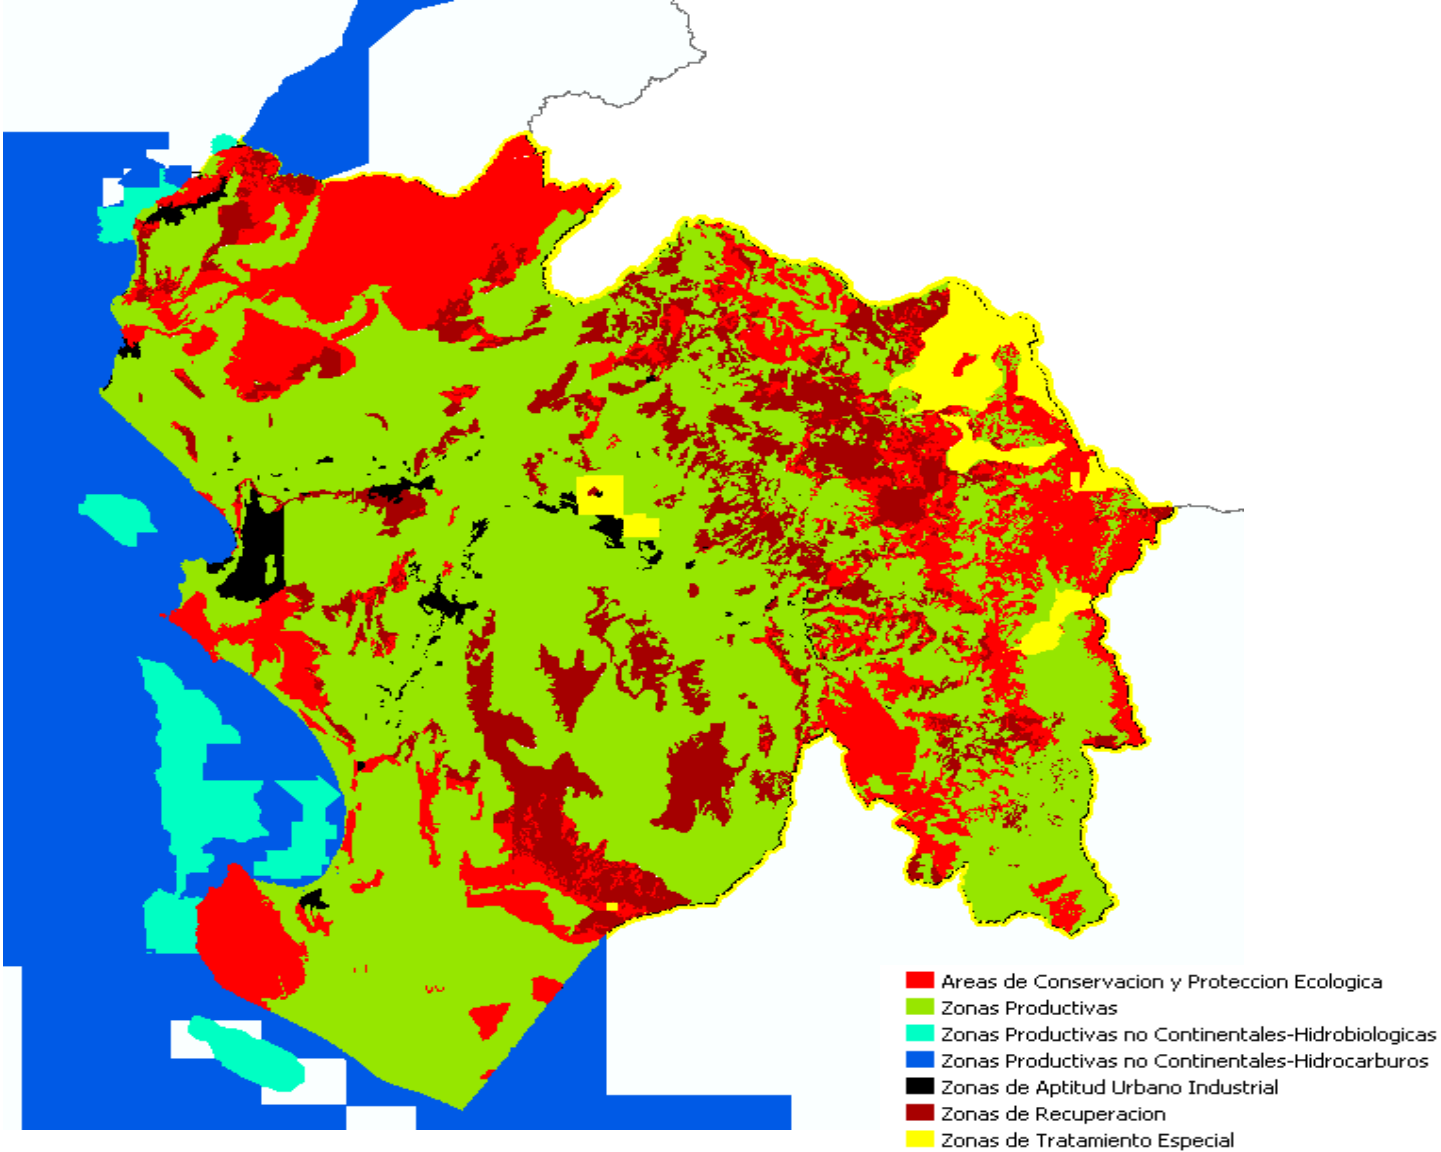 Areas de Conservacion y Proteccion Ecologica
Zonas Productivas
Zonas Productivas no Continentales-Hidrobiologicas
Zonas Productivas no Continentales-Hidrocarburos
Zonas de Aptitud Urbano Industrial
Zonas de Recuperacion
Zonas de Tratamiento Especial